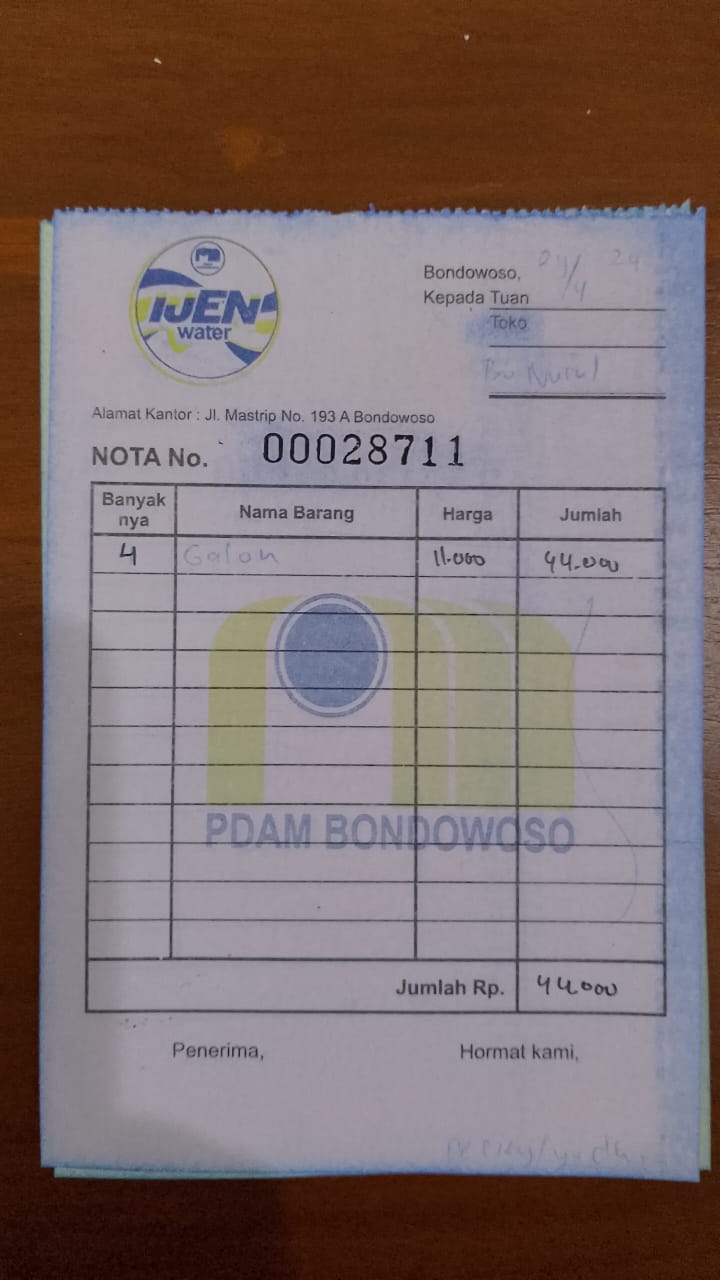 IJEN
water
Bondowoso, 24/4 24
Kepada Tuan
Toko
Bu Nurul
Alamat Kantor : Jl. Mastrip No. 193 A Bondowoso
NOTA No. 00028711
Banyak nya Nama Barang Harga Jumlah
4 Galon 11.000 44.000
PDAM BONDOWOSO
Jumlah Rp. 44.000
Penerima, Hormat kami,